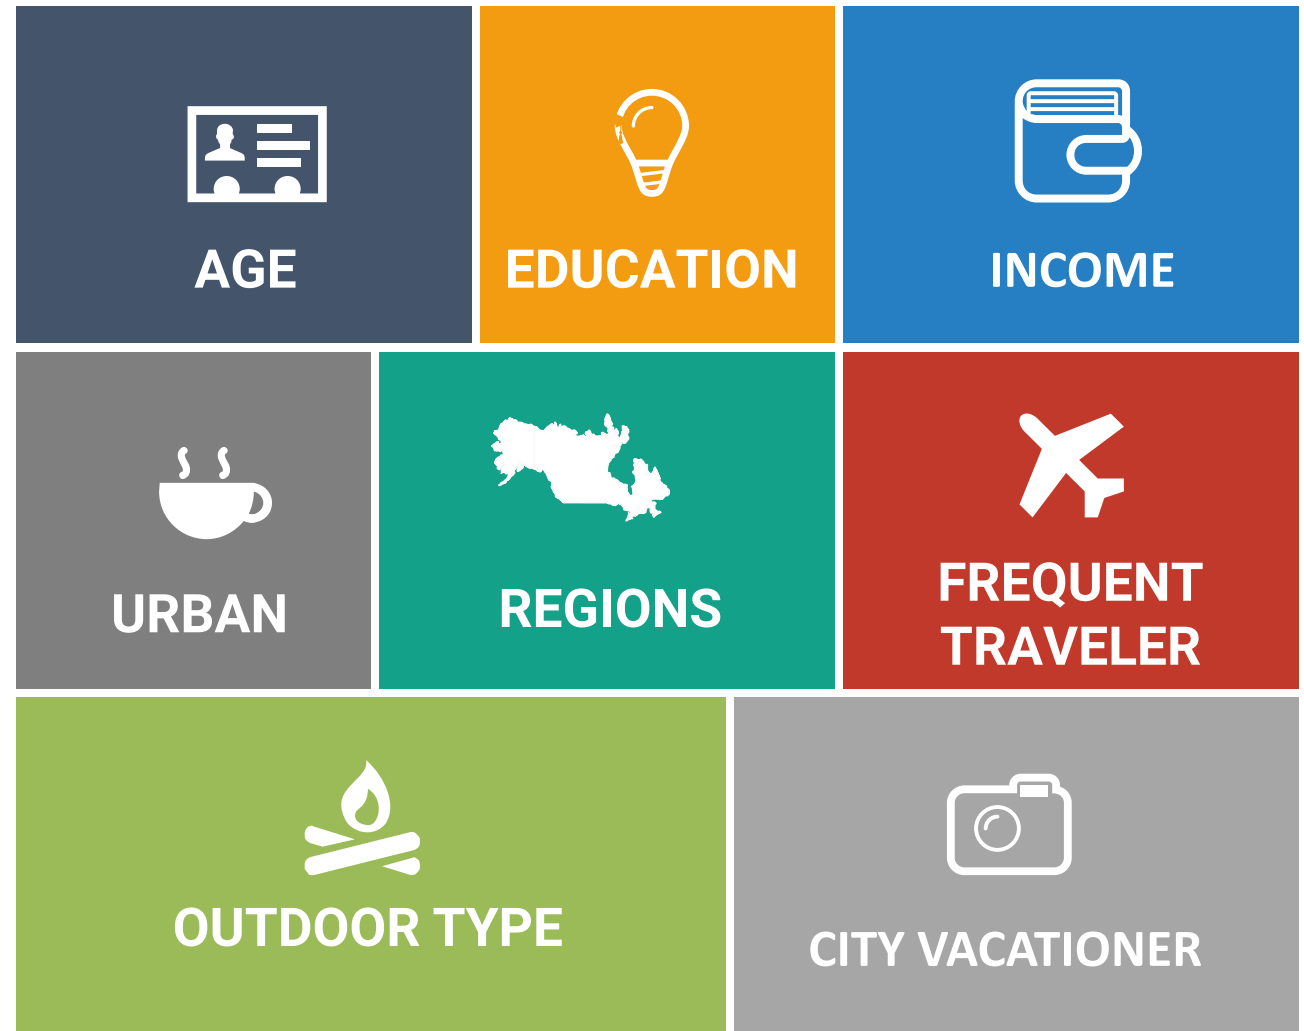 AGE
EDUCATION
INCOME
URBAN
REGIONS
FREQUENT
TRAVELER
OUTDOOR TYPE
CITY VACATIONER